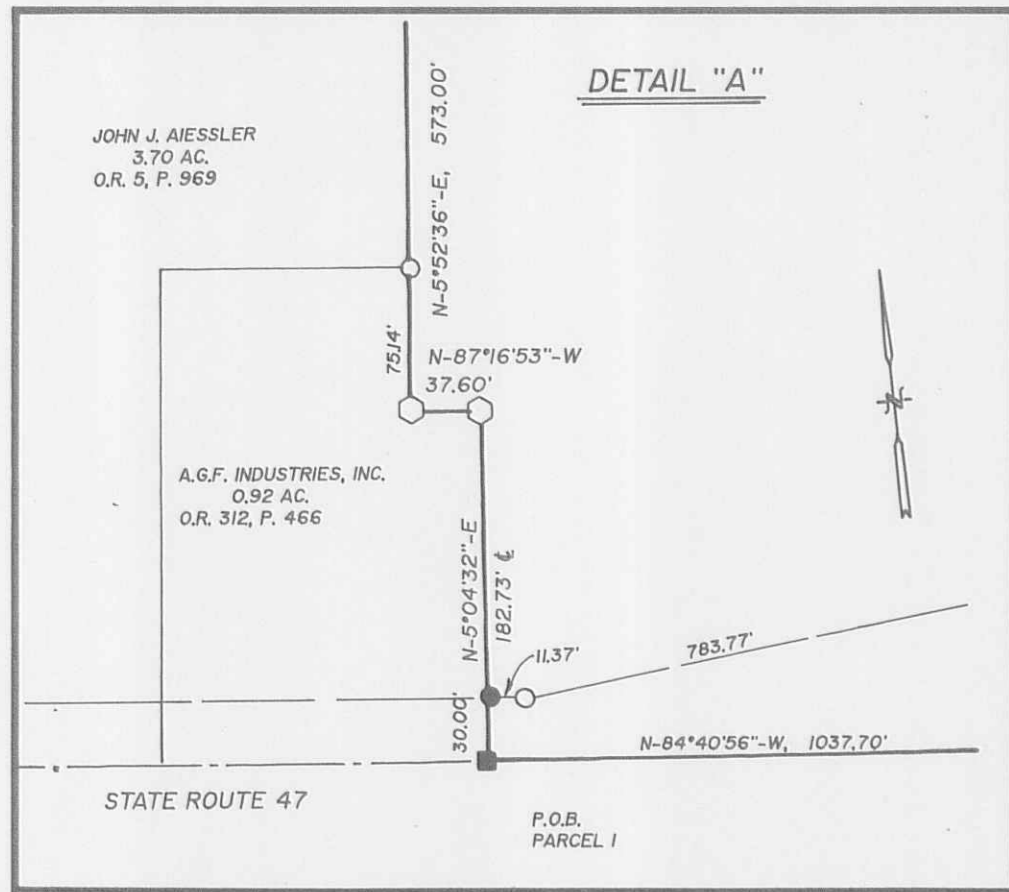 DETAIL "A"
JOHN J. AIESSLER
3.70 AC.
O.R. 5, P. 969
N-5°52'36"-E, 573.00'
75.14'
N-87°16'53"-W
37.60'
A.G.F. INDUSTRIES, INC.
0.92 AC.
O.R. 312, P. 466
N-5°04'32"-E
182.73' ℄
11.37'
783.77'
30.00'
N-84°40'56"-W, 1037.70'
STATE ROUTE 47
P.O.B.
PARCEL 1